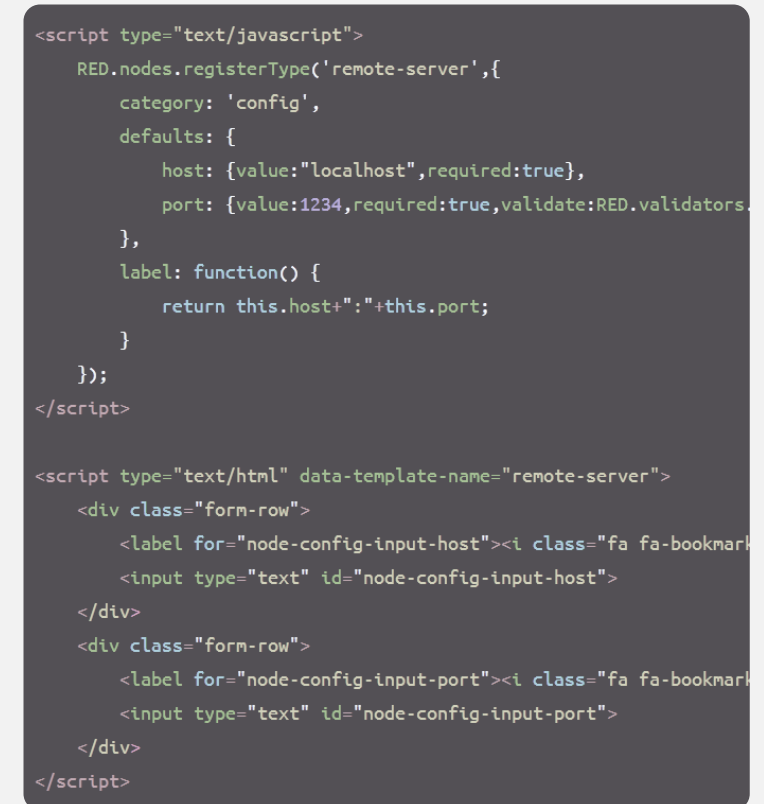 <script type="text/javascript">
    RED.nodes.registerType('remote-server',{
        category: 'config',
        defaults: {
            host: {value:"localhost",required:true},
            port: {value:1234,required:true,validate:RED.validators.
        },
        label: function() {
            return this.host+":"+this.port;
        }
    });
</script>

<script type="text/html" data-template-name="remote-server">
    <div class="form-row">
        <label for="node-config-input-host"><i class="fa fa-bookmark
        <input type="text" id="node-config-input-host">
    </div>
    <div class="form-row">
        <label for="node-config-input-port"><i class="fa fa-bookmark
        <input type="text" id="node-config-input-port">
    </div>
</script>